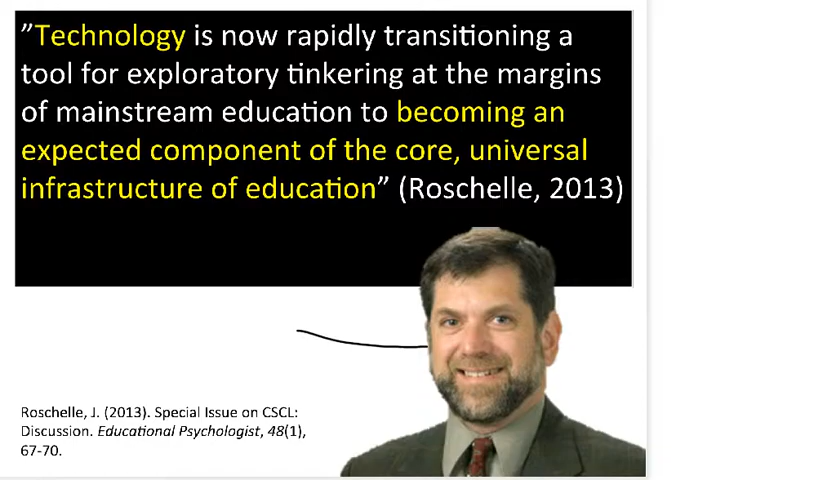 ”Technology is now rapidly transitioning a
tool for exploratory tinkering at the margins
of mainstream education to becoming an
expected component of the core, universal
infrastructure of education” (Roschelle, 2013)
Roschelle, J. (2013). Special Issue on CSCL:
Discussion. Educational Psychologist, 48(1),
67-70.